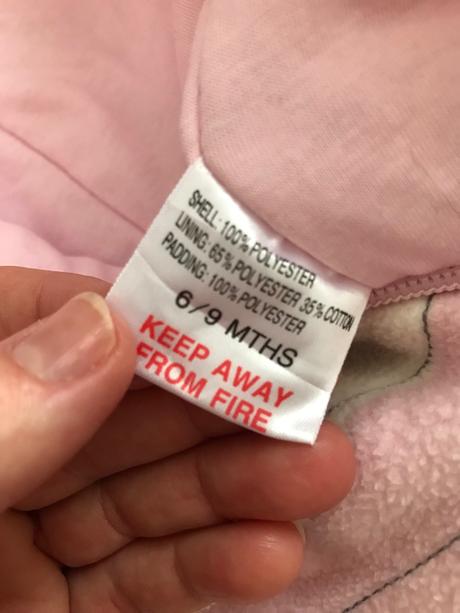 SHELL: 100% POLYESTER
LINING: 65% POLYESTER 35% COTTON
PADDING: 100% POLYESTER
6/9 MTHS
KEEP AWAY
FROM FIRE